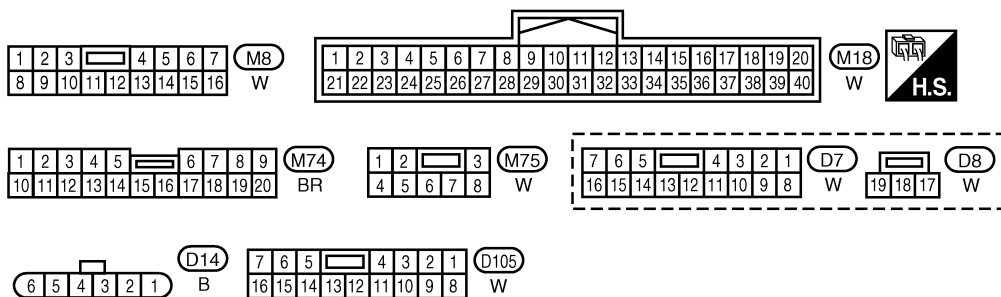 1 2 3 4 5 6 7 M8
8 9 10 11 12 13 14 15 16 W
1 2 3 4 5 6 7 8 9 10 11 12 13 14 15 16 17 18 19 20 M18
21 22 23 24 25 26 27 28 29 30 31 32 33 34 35 36 37 38 39 40 W
H.S.
1 2 3 4 5 6 7 8 9 M74
10 11 12 13 14 15 16 17 18 19 20 BR
1 2 3 M75
4 5 6 7 8 W
7 6 5 4 3 2 1 D7
16 15 14 13 12 11 10 9 8 W
D8
19 18 17 W
D14
6 5 4 3 2 1 B
7 6 5 4 3 2 1 D105
16 15 14 13 12 11 10 9 8 W